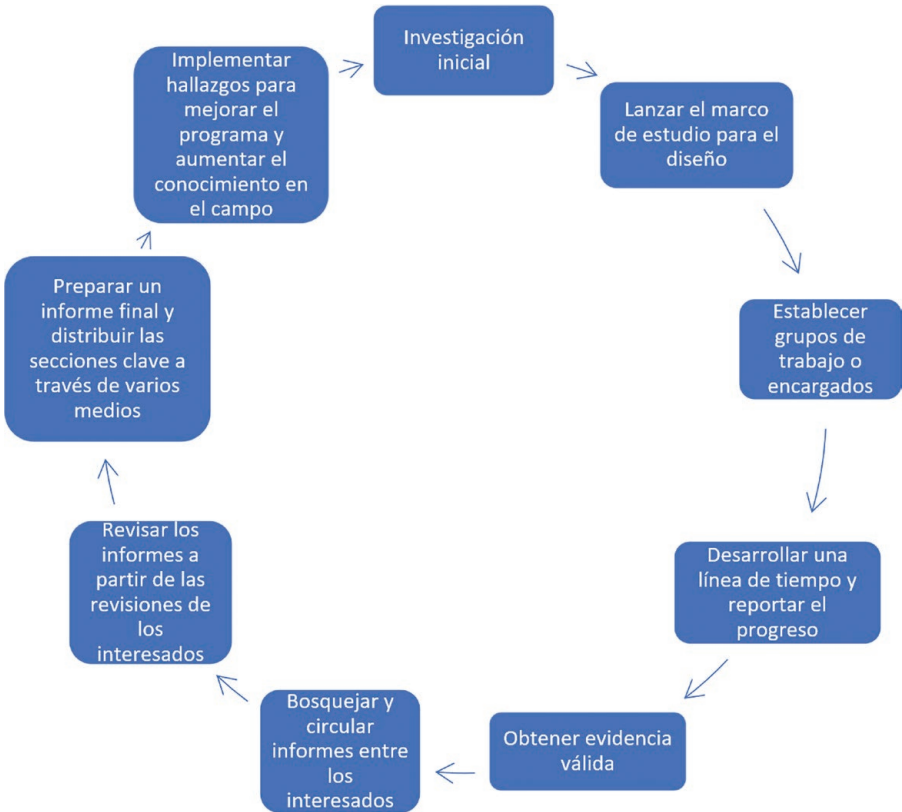 Investigación
inicial
Lanzar el marco
de estudio para el
diseño
Establecer
grupos de
trabajo o
encargados
Desarrollar una
línea de tiempo y
reportar el
progreso
Obtener evidencia
válida
Bosquejar y
circular
informes entre
los
interesados
Revisar los
informes a
partir de las
revisiones de
los
interesados
Preparar un
informe final y
distribuir las
secciones clave a
través de varios
medios
Implementar
hallazgos para
mejorar el
programa y
aumentar el
conocimiento en
el campo